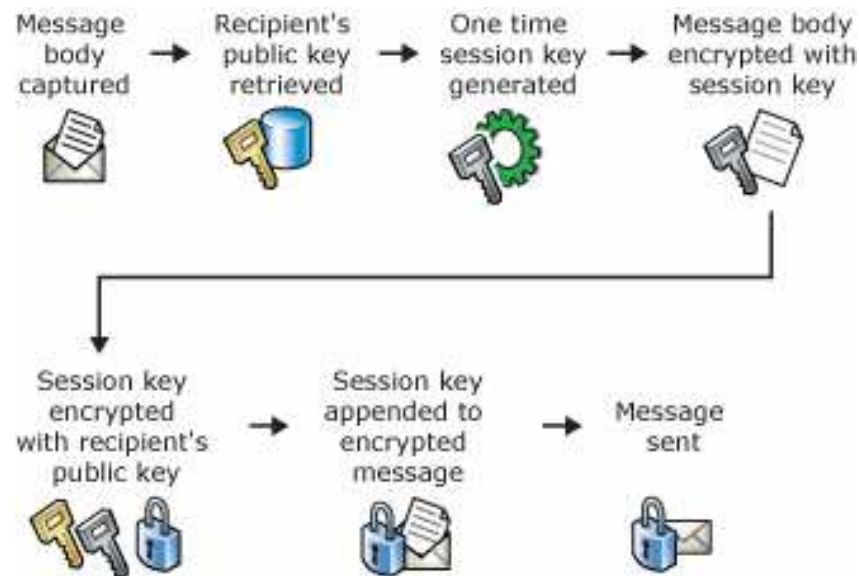 Message
body
captured
Recipient's
public key
retrieved
One time
session key
generated
Message body
encrypted with
session key
Session key
encrypted
with recipient's
public key
Session key
appended to
encrypted
message
Message
sent